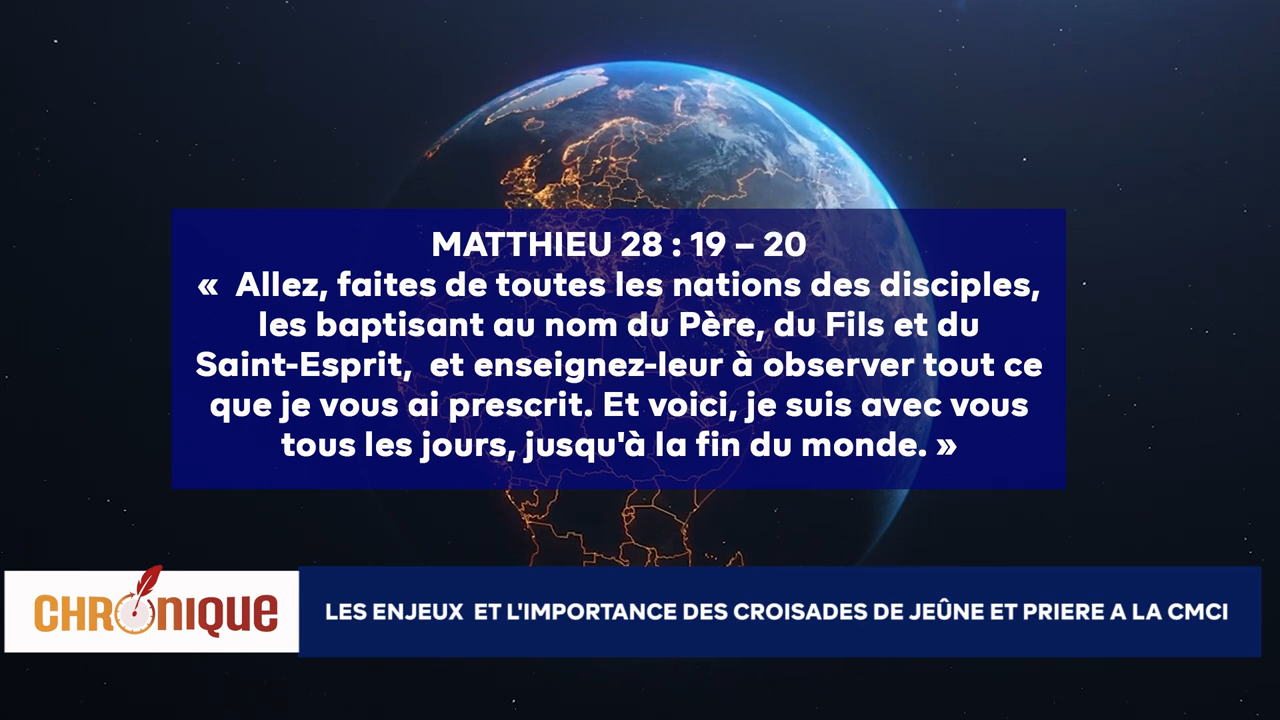 MATTHIEU 28 : 19 – 20
«  Allez, faites de toutes les nations des disciples,
les baptisant au nom du Père, du Fils et du
Saint-Esprit,  et enseignez-leur à observer tout ce
que je vous ai prescrit. Et voici, je suis avec vous
tous les jours, jusqu'à la fin du monde. »
CHRONIQUE
LES ENJEUX  ET L'IMPORTANCE DES CROISADES DE JEÛNE ET PRIERE A LA CMCI